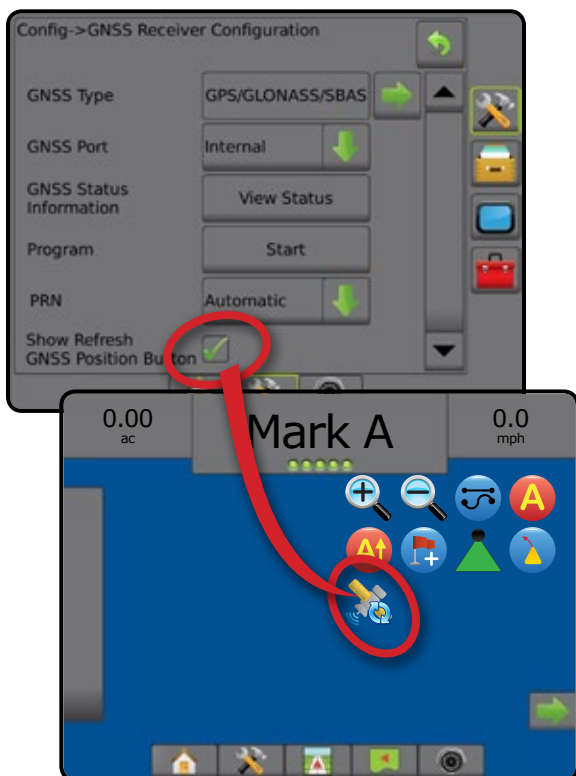 Config->GNSS Receiver Configuration
GNSS Type
GPS/GLONASS/SBAS
GNSS Port
Internal
GNSS Status
Information
View Status
Program
Start
PRN
Automatic
Show Refresh
GNSS Position Button
0.00
ac
Mark A
0.0
mph
A
A